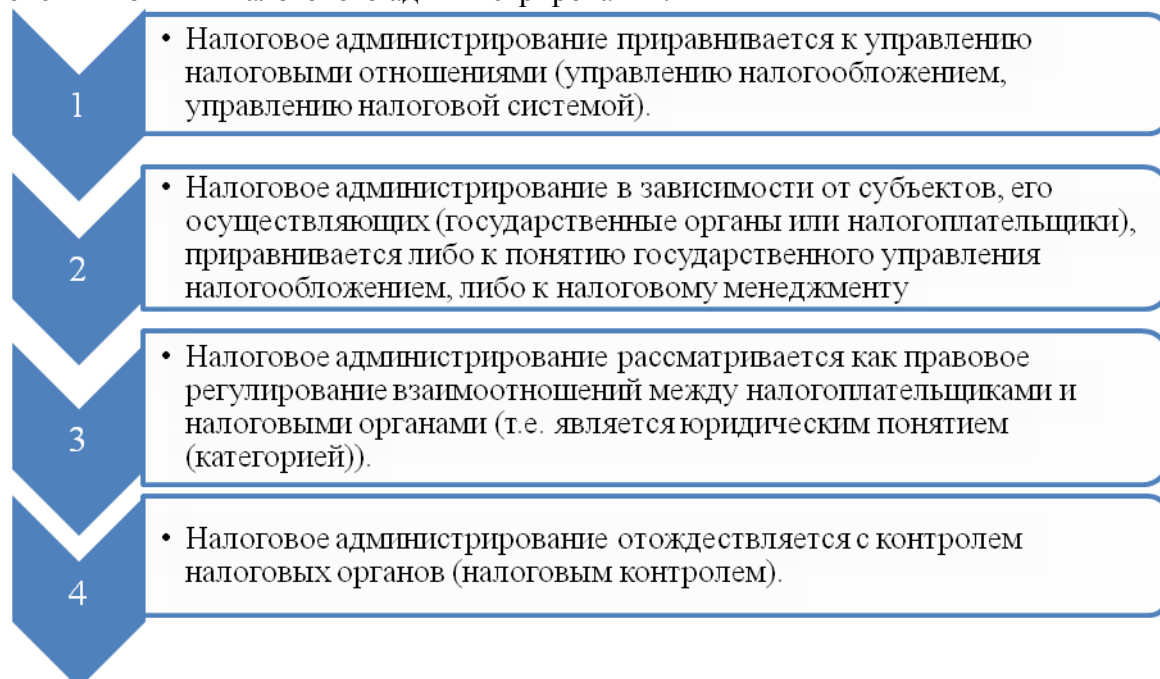 1
• Налоговое администрирование приравнивается к управлению
налоговыми отношениями (управлению налогообложением,
управлению налоговой системой).
2
• Налоговое администрирование в зависимости от субъектов, его
осуществляющих (государственные органы или налогоплательщики),
приравнивается либо к понятию государственного управления
налогообложением, либо к налоговому менеджменту
3
• Налоговое администрирование рассматривается как правовое
регулирование взаимоотношений между налогоплательщиками и
налоговыми органами (т.е. является юридическим понятием
(категорией)).
4
• Налоговое администрирование отождествляется с контролем
налоговых органов (налоговым контролем).